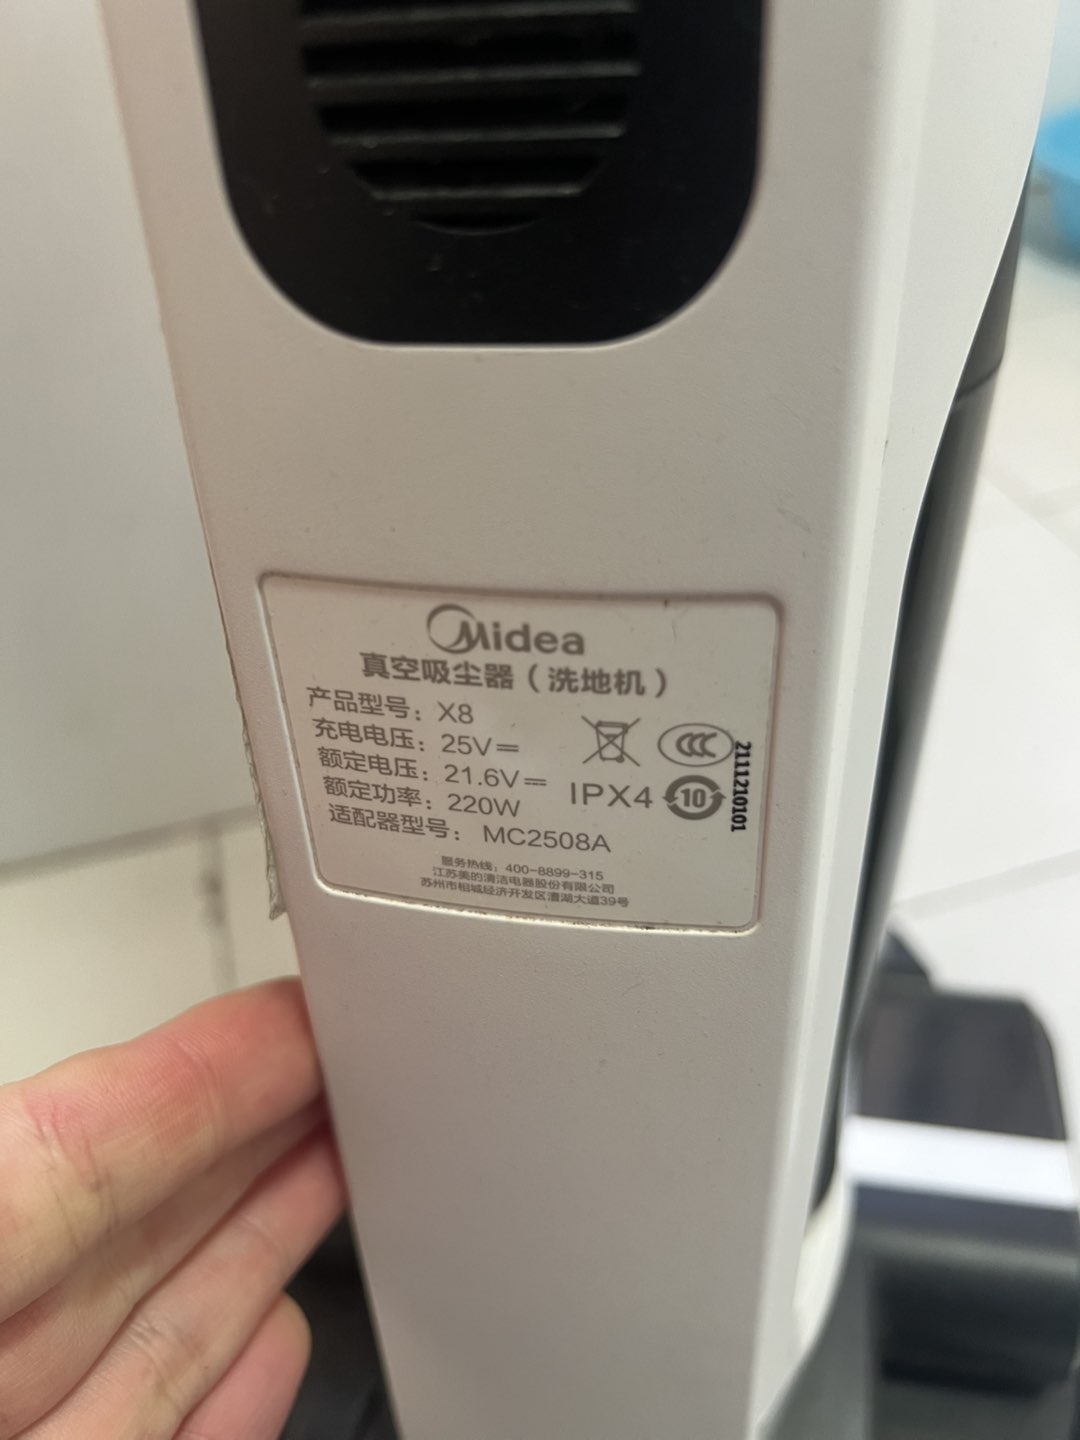 Midea
真空吸尘器（洗地机）
产品型号：X8
充电电压：25V⎓
额定电压：21.6V⎓
额定功率：220W
适配器型号：MC2508A
CCC
IPX4
10
2111210101
服务热线：400-8899-315
江苏美的清洁电器股份有限公司
苏州市相城经济开发区漕湖大道39号